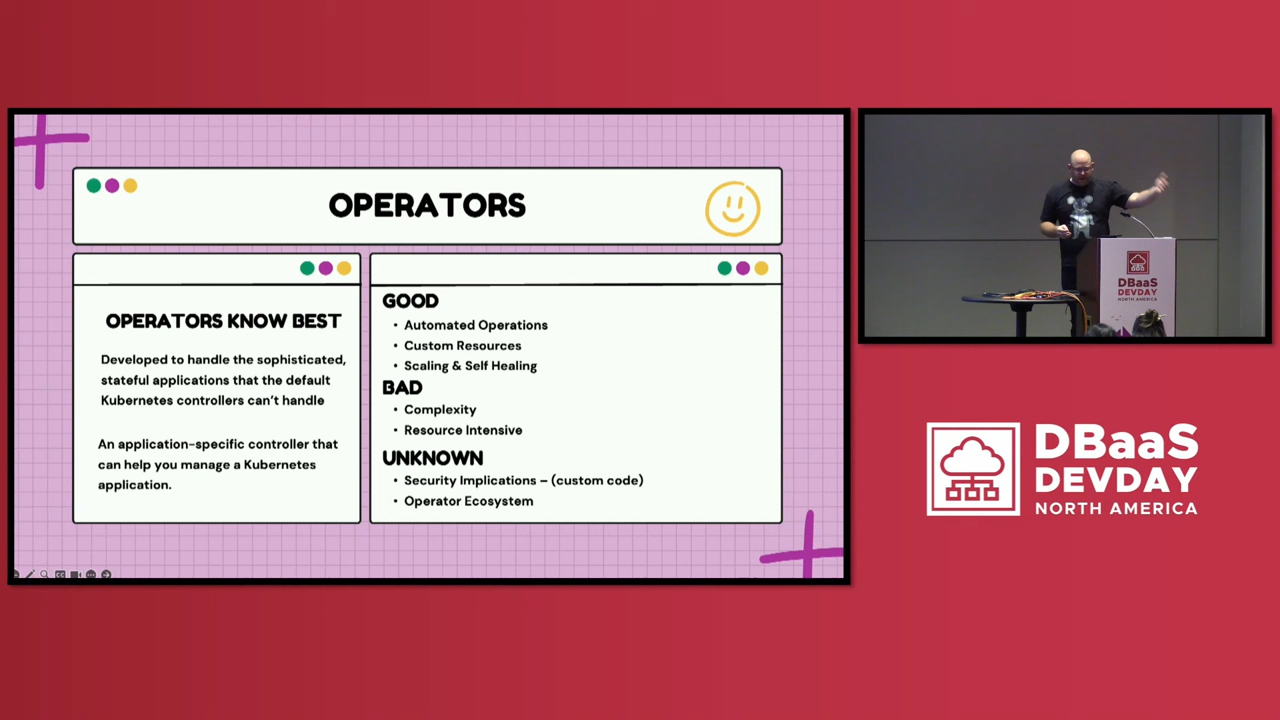 OPERATORS
OPERATORS KNOW BEST
Developed to handle the sophisticated,
stateful applications that the default
Kubernetes controllers can't handle
An application-specific controller that
can help you manage a Kubernetes
application.
GOOD
• Automated Operations
• Custom Resources
• Scaling & Self Healing
BAD
• Complexity
• Resource Intensive
UNKNOWN
• Security Implications – (custom code)
• Operator Ecosystem
DBaaS
DEVDAY
NORTH AMERICA
DBaaS
DEVDAY
NORTH AMERICA